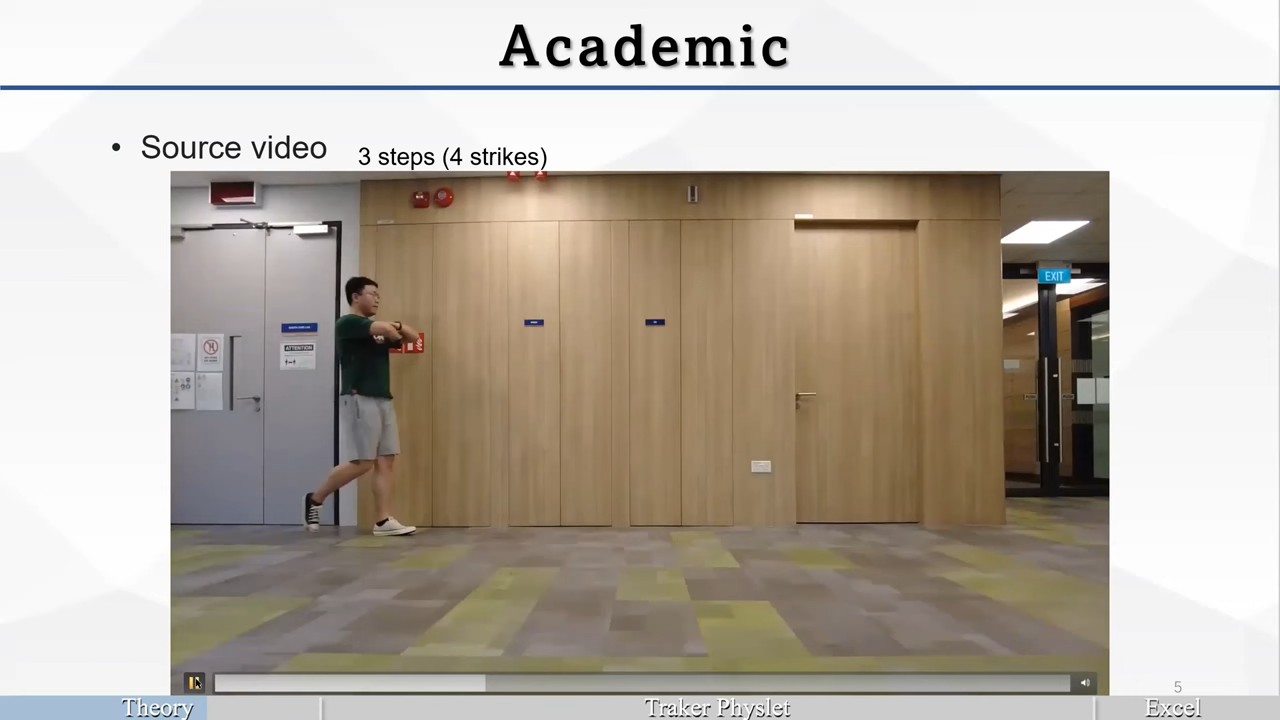 Academic
• Source video
3 steps (4 strikes)
EXIT
ATTENTION
5
Theory
Traker Physlet
Excel